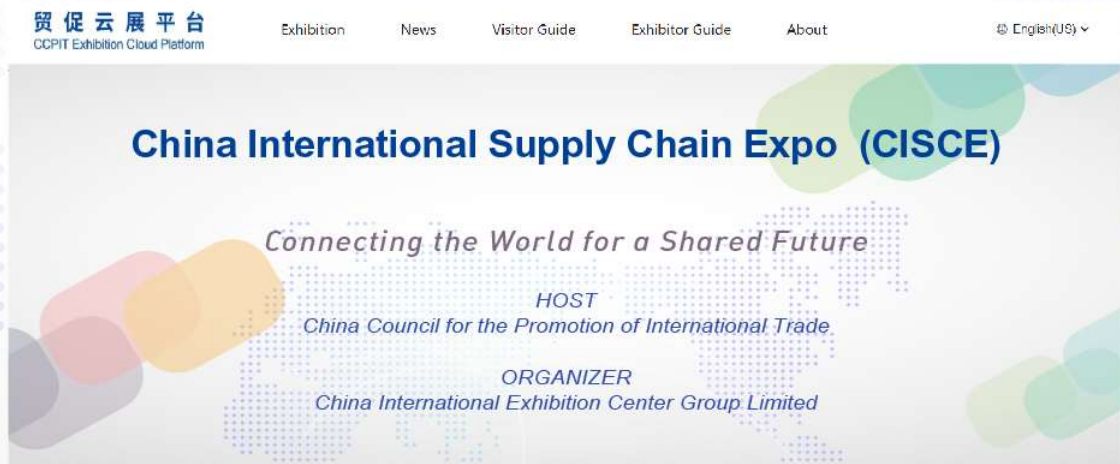 贸促云展平台
CCPIT Exhibition Cloud Platform
Exhibition News Visitor Guide Exhibitor Guide About English(US)
China International Supply Chain Expo (CISCE)
Connecting the World for a Shared Future
HOST
China Council for the Promotion of International Trade
ORGANIZER
China International Exhibition Center Group Limited